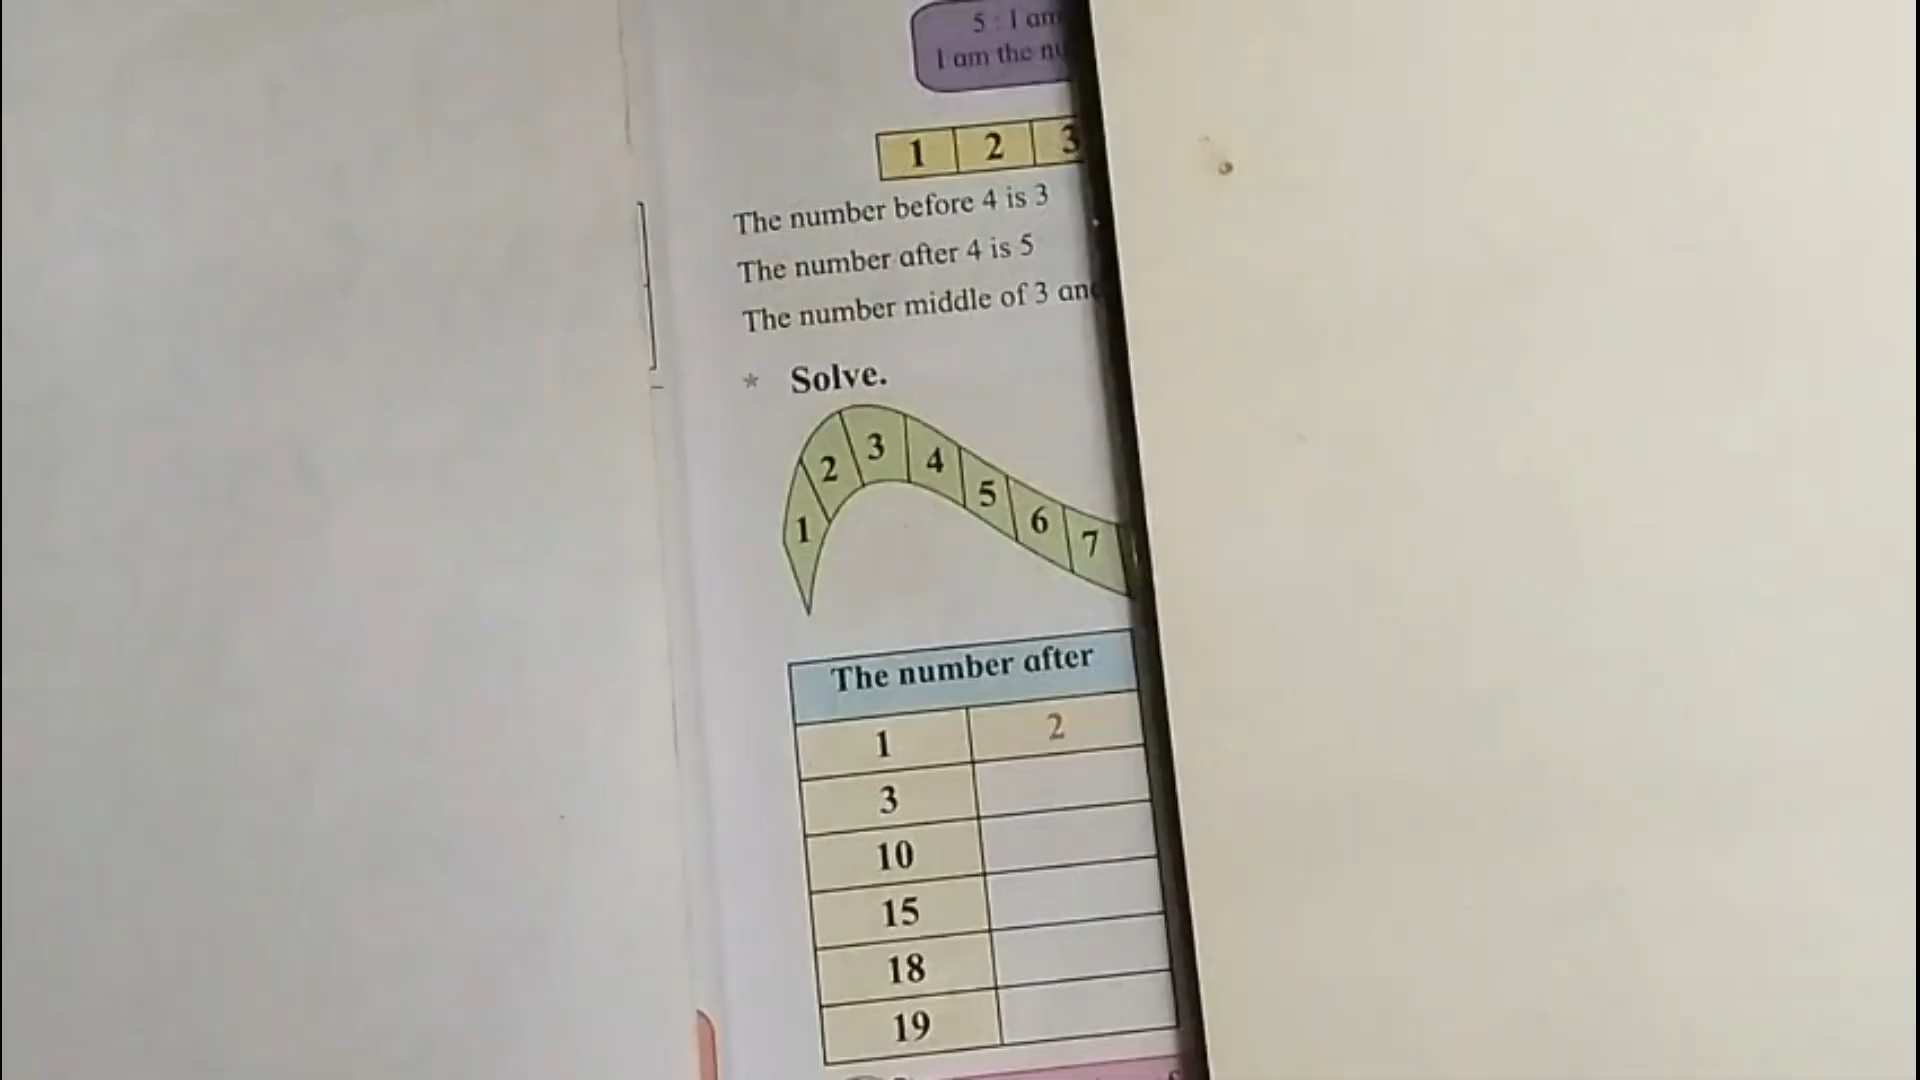 5 : I am
I am the
1 2 3
The number before 4 is 3
The number after 4 is 5
The number middle of 3 and
* Solve.
1 2 3 4 5 6 7
The number after
1 2
3
10
15
18
19